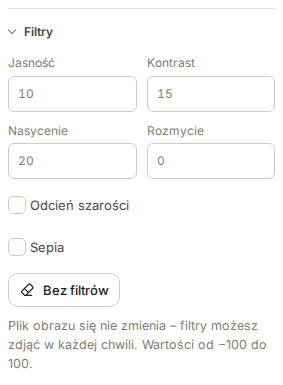 Filtry
Jasność Kontrast
10 15
Nasycenie Rozmycie
20 0
Odcień szarości
Sepia
Bez filtrów
Plik obrazu się nie zmienia – filtry możesz
zdjąć w każdej chwili. Wartości od −100 do
100.